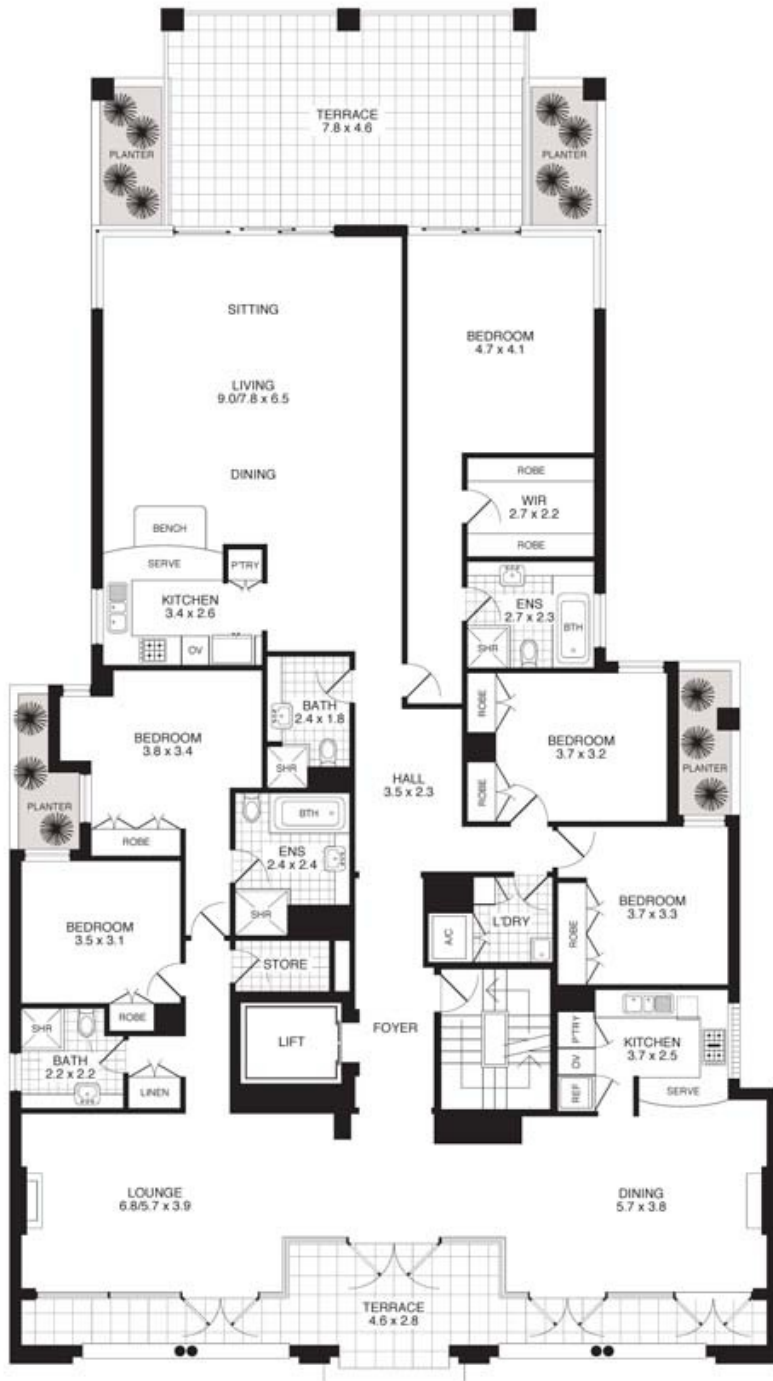 TERRACE
7.8 x 4.6
PLANTER
PLANTER
SITTING
BEDROOM
4.7 x 4.1
LIVING
9.0/7.8 x 6.5
DINING
ROBE
WIR
2.7 x 2.2
ROBE
BENCH
SERVE
P'TRY
KITCHEN
3.4 x 2.6
OV
ENS
2.7 x 2.3
BTH
SHR
BATH
2.4 x 1.8
SHR
BEDROOM
3.8 x 3.4
ROBE
PLANTER
HALL
3.5 x 2.3
ROBE
ROBE
BEDROOM
3.7 x 3.2
PLANTER
BTH
ENS
2.4 x 2.4
SHR
BEDROOM
3.5 x 3.1
ROBE
BEDROOM
3.7 x 3.3
ROBE
L'DRY
A/C
STORE
LIFT
FOYER
SHR
BATH
2.2 x 2.2
LINEN
P'TRY
OV
REF
KITCHEN
3.7 x 2.5
SERVE
LOUNGE
6.8/5.7 x 3.9
DINING
5.7 x 3.8
TERRACE
4.6 x 2.8